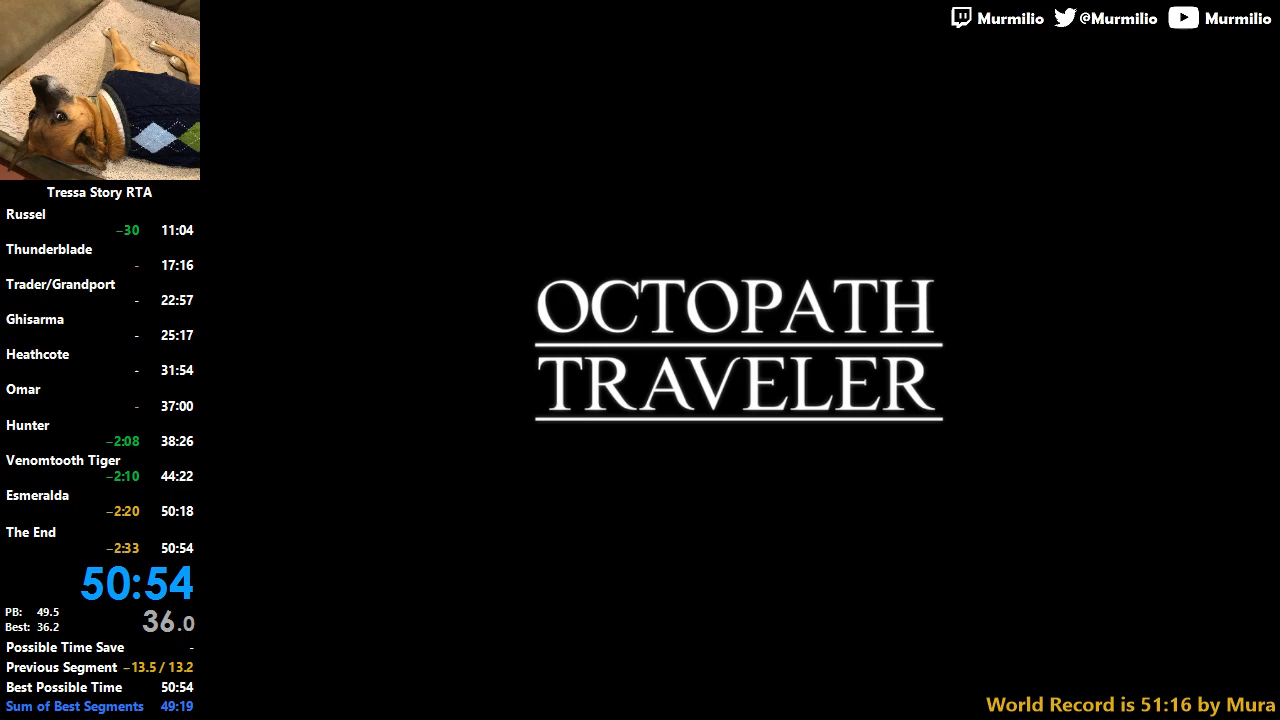 Murmilio @Murmilio Murmilio
Tressa Story RTA
Russel
−30 11:04
Thunderblade
- 17:16
Trader/Grandport
- 22:57
Ghisarma
- 25:17
Heathcote
- 31:54
Omar
- 37:00
Hunter
−2:08 38:26
Venomtooth Tiger
−2:10 44:22
Esmeralda
−2:20 50:18
The End
−2:33 50:54
50:54
PB: 49.5
Best: 36.2
36.0
Possible Time Save -
Previous Segment −13.5 / 13.2
Best Possible Time 50:54
Sum of Best Segments 49:19
OCTOPATH
TRAVELER
World Record is 51:16 by Mura